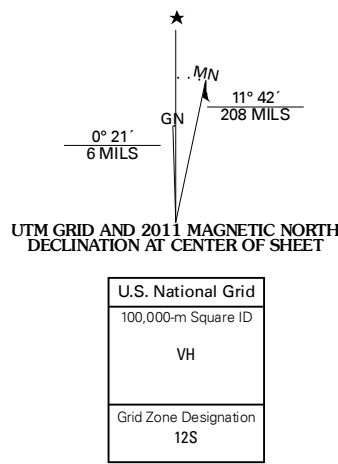 ★
MN
GN
11° 42´
208 MILS
0° 21´
6 MILS
UTM GRID AND 2011 MAGNETIC NORTH
DECLINATION AT CENTER OF SHEET
U.S. National Grid
100,000-m Square ID
VH
Grid Zone Designation
12S